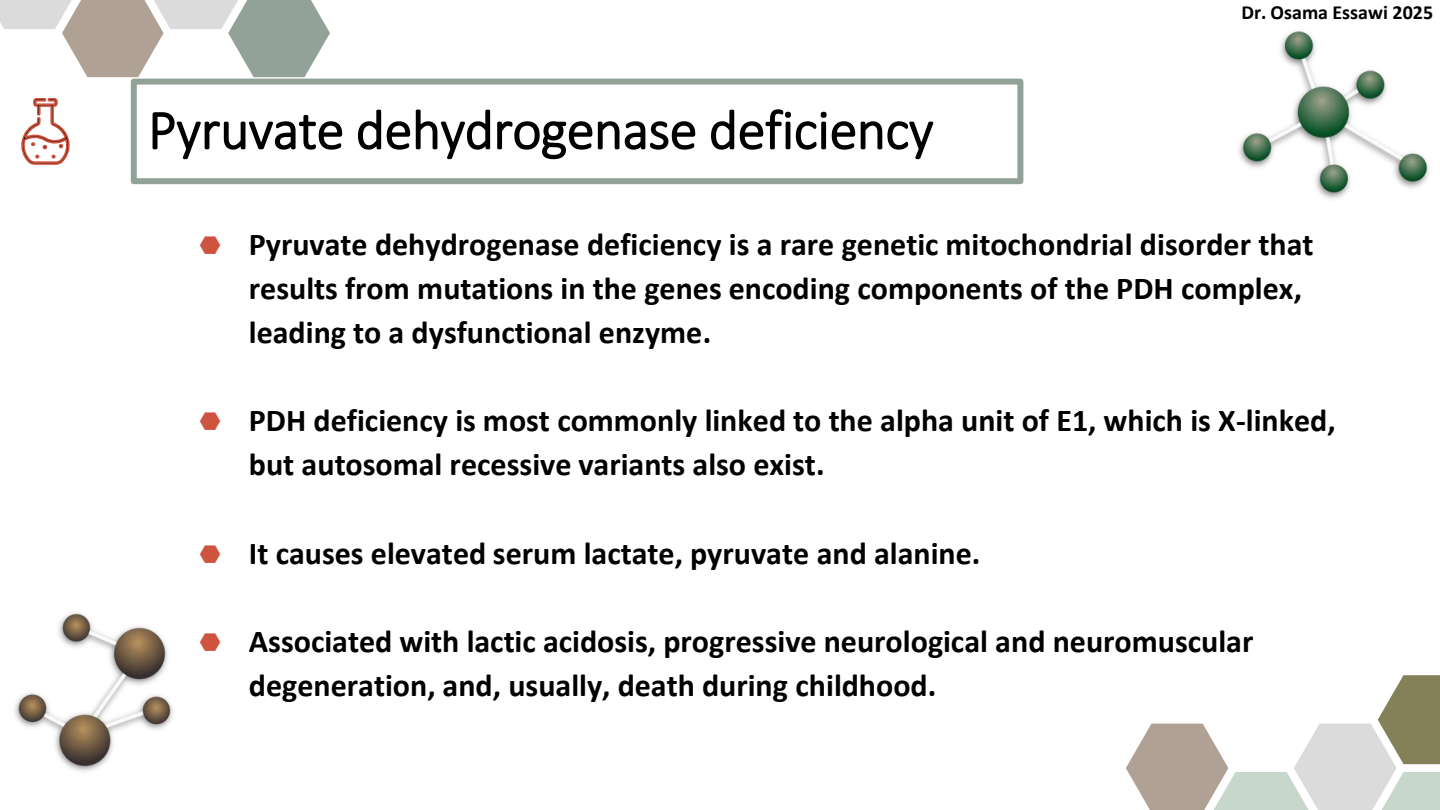 Dr. Osama Essawi 2025
Pyruvate dehydrogenase deficiency
Pyruvate dehydrogenase deficiency is a rare genetic mitochondrial disorder that
results from mutations in the genes encoding components of the PDH complex,
leading to a dysfunctional enzyme.
PDH deficiency is most commonly linked to the alpha unit of E1, which is X-linked,
but autosomal recessive variants also exist.
It causes elevated serum lactate, pyruvate and alanine.
Associated with lactic acidosis, progressive neurological and neuromuscular
degeneration, and, usually, death during childhood.